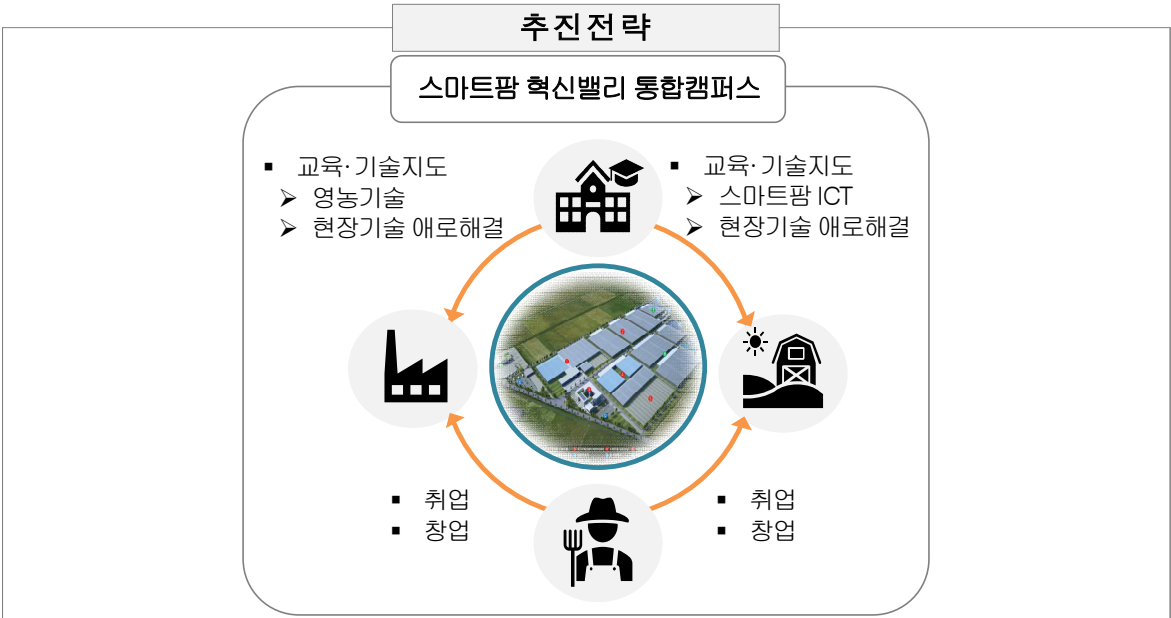 추진전략
스마트팜 혁신밸리 통합캠퍼스
▪ 교육·기술지도
➢ 영농기술
➢ 현장기술 애로해결
▪ 교육·기술지도
➢ 스마트팜 ICT
➢ 현장기술 애로해결
▪ 취업
▪ 창업
▪ 취업
▪ 창업